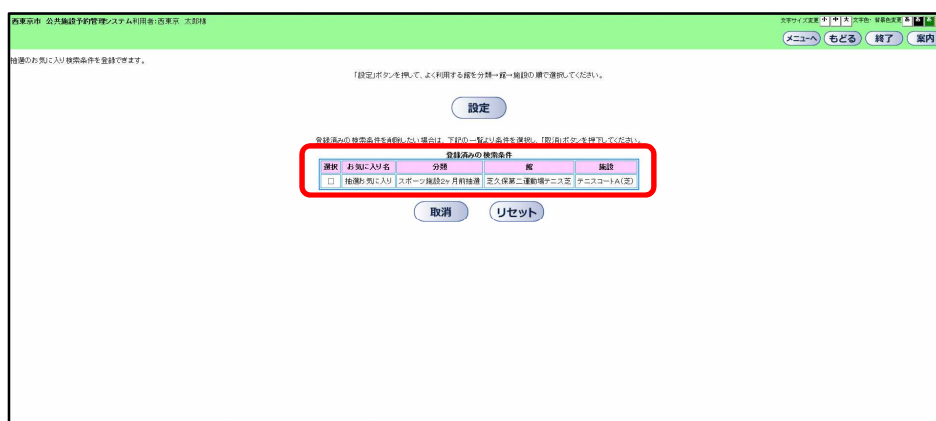 西東京市 公共施設予約管理システム利用者:西東京 太郎様
文字サイズ変更 小 中 大 文字色・背景色変更 あ あ あ
メニューへ もどる 終了 案内
抽選のお気に入り検索条件を登録できます。
「設定」ボタンを押して、よく利用する館を分類→館→施設の順で選択してください。
設定
登録済みの検索条件を削除したい場合は、下記の一覧より条件を選択し、「取消」ボタンを押下してください。
登録済みの検索条件
選択 お気に入り名 分類 館 施設
抽選お気に入り スポーツ施設2ヶ月前抽選 芝久保第二運動場テニス芝 テニスコートA(芝)
取消 リセット